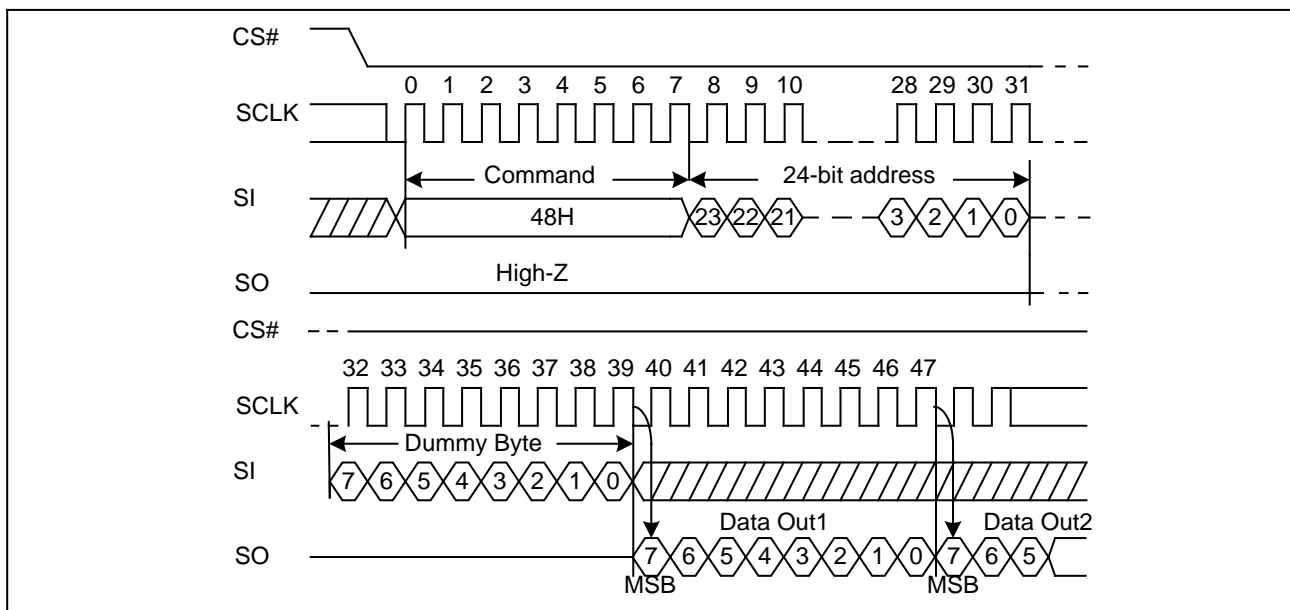 CS#
0 1 2 3 4 5 6 7 8 9 10 28 29 30 31
SCLK
Command 24-bit address
SI
48H 23 22 21 3 2 1 0
High-Z
SO
CS#
32 33 34 35 36 37 38 39 40 41 42 43 44 45 46 47
SCLK
Dummy Byte
SI
7 6 5 4 3 2 1 0
Data Out1 Data Out2
SO
7 6 5 4 3 2 1 0 7 6 5
MSB MSB